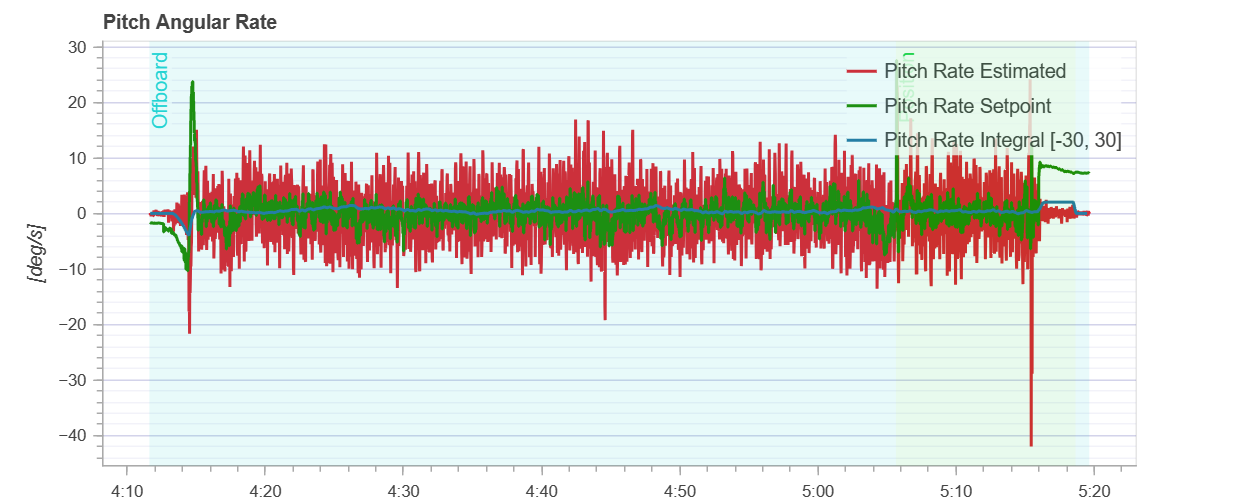 Pitch Angular Rate
Offboard
Pitch Rate Estimated
Pitch Rate Setpoint
Pitch Rate Integral [-30, 30]
[deg/s]
30
20
10
0
−10
−20
−30
−40
4:10
4:20
4:30
4:40
4:50
5:00
5:10
5:20